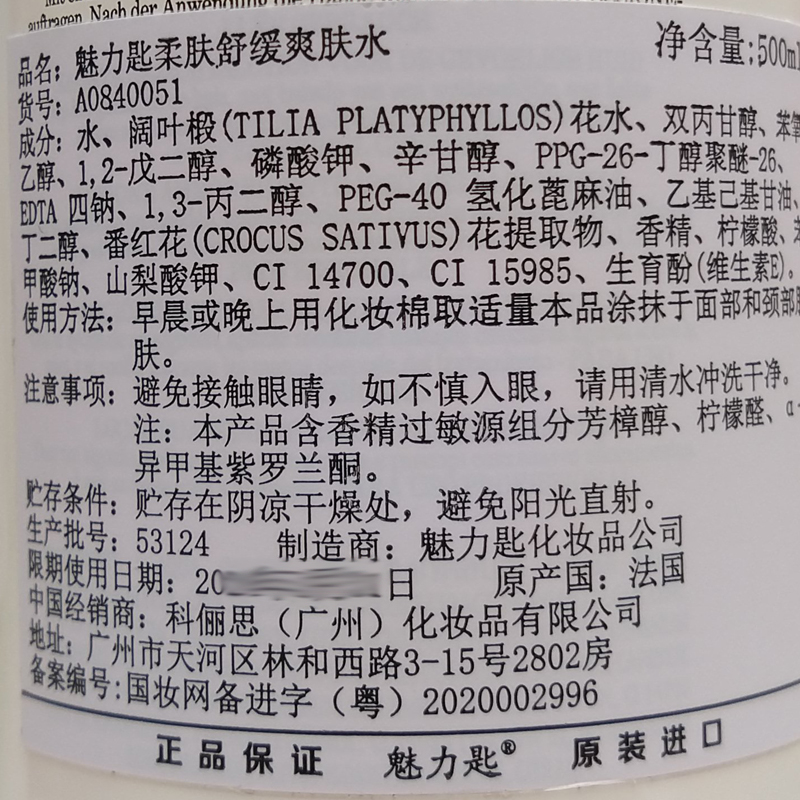 auftragen. Nach der Anwendung
品名：魅力匙柔肤舒缓爽肤水
净含量：500ml
货号：A0840051
成分：水、阔叶椴(TILIA PLATYPHYLLOS)花水、双丙甘醇、苯氧
乙醇、1,2-戊二醇、磷酸钾、辛甘醇、PPG-26-丁醇聚醚-26、
EDTA 四钠、1,3-丙二醇、PEG-40 氢化蓖麻油、乙基己基甘油、
丁二醇、番红花(CROCUS SATIVUS)花提取物、香精、柠檬酸、苯
甲酸钠、山梨酸钾、CI 14700、CI 15985、生育酚(维生素E)。
使用方法：早晨或晚上用化妆棉取适量本品涂抹于面部和颈部肌
肤。
注意事项：避免接触眼睛，如不慎入眼，请用清水冲洗干净。
注：本产品含香精过敏源组分芳樟醇、柠檬醛、α-
异甲基紫罗兰酮。
贮存条件：贮存在阴凉干燥处，避免阳光直射。
生产批号：53124 制造商：魅力匙化妆品公司
限期使用日期：20 日 原产国：法国
中国经销商：科俪思（广州）化妆品有限公司
地址：广州市天河区林和西路3-15号2802房
备案编号：国妆网备进字（粤）2020002996
正品保证 魅力匙® 原装进口